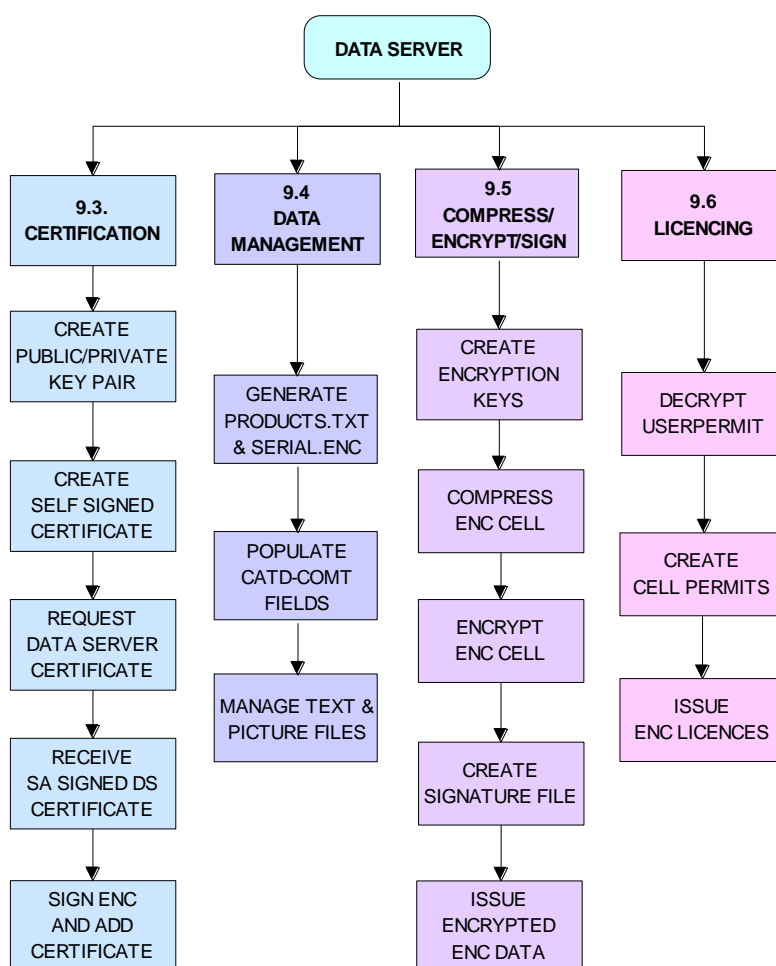 DATA SERVER
9.3.
CERTIFICATION
CREATE
PUBLIC/PRIVATE
KEY PAIR
CREATE
SELF SIGNED
CERTIFICATE
REQUEST
DATA SERVER
CERTIFICATE
RECEIVE
SA SIGNED DS
CERTIFICATE
SIGN ENC
AND ADD
CERTIFICATE
9.4
DATA
MANAGEMENT
GENERATE
PRODUCTS.TXT
& SERIAL.ENC
POPULATE
CATD-COMT
FIELDS
MANAGE TEXT &
PICTURE FILES
9.5
COMPRESS/
ENCRYPT/SIGN
CREATE
ENCRYPTION
KEYS
COMPRESS
ENC CELL
ENCRYPT
ENC CELL
CREATE
SIGNATURE FILE
ISSUE
ENCRYPTED
ENC DATA
9.6
LICENCING
DECRYPT
USERPERMIT
CREATE
CELL PERMITS
ISSUE
ENC LICENCES